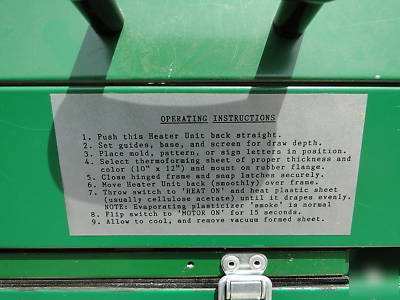 OPERATING INSTRUCTIONS
1. Push this Heater Unit back straight.
2. Set guides, base, and screen for draw depth.
3. Place mold, pattern, or sign letters in position.
4. Select thermoforming sheet of proper thickness and
color (10" x 12") and mount on rubber flange.
5. Close hinged frame and snap latches securely.
6. Move Heater Unit back (smoothly) over frame.
7. Throw switch to 'HEAT ON' and heat plastic sheet
(usually cellulose acetate) until it drapes evenly.
NOTE: Evaporating plasticizer 'smoke' is normal
8. Flip switch to 'MOTOR ON' for 15 seconds.
9. Allow to cool, and remove vacuum formed sheet.